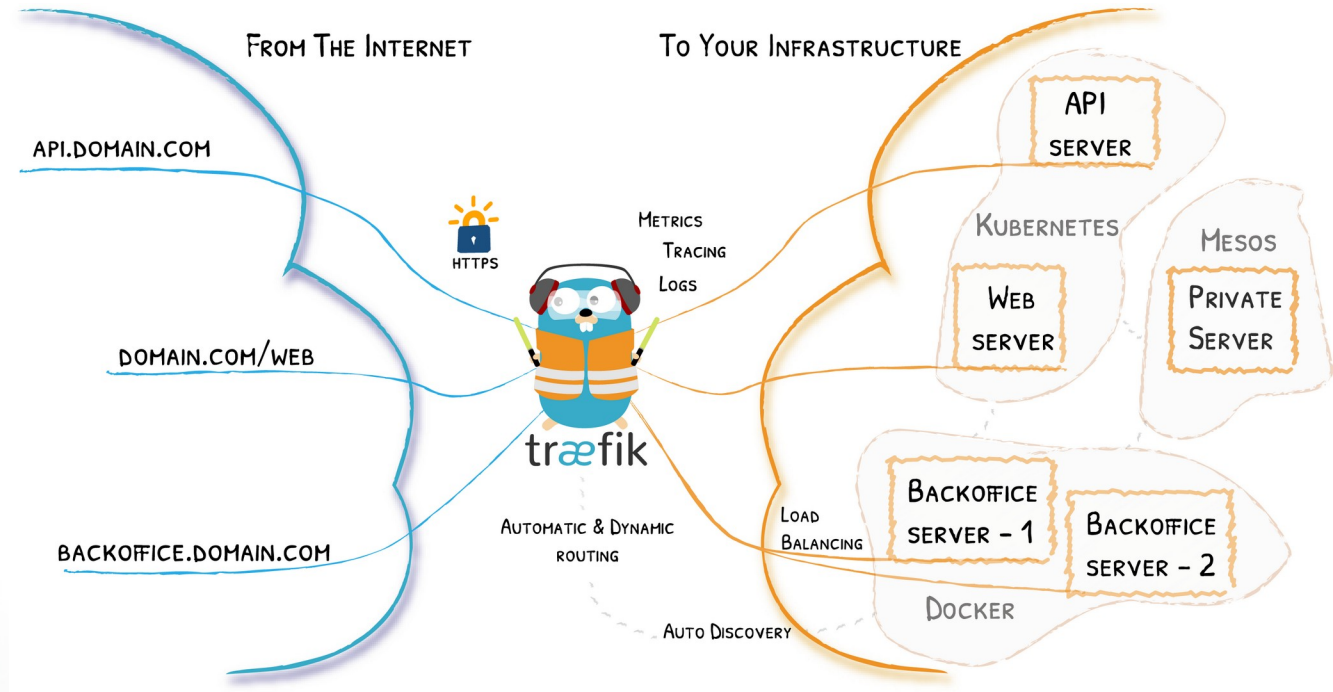 FROM THE INTERNET
TO YOUR INFRASTRUCTURE
API.DOMAIN.COM
DOMAIN.COM/WEB
BACKOFFICE.DOMAIN.COM
HTTPS
METRICS
TRACING
LOGS
træfik
AUTOMATIC & DYNAMIC
ROUTING
AUTO DISCOVERY
LOAD
BALANCING
API
SERVER
KUBERNETES
WEB
SERVER
MESOS
PRIVATE
SERVER
BACKOFFICE
SERVER - 1
BACKOFFICE
SERVER - 2
DOCKER